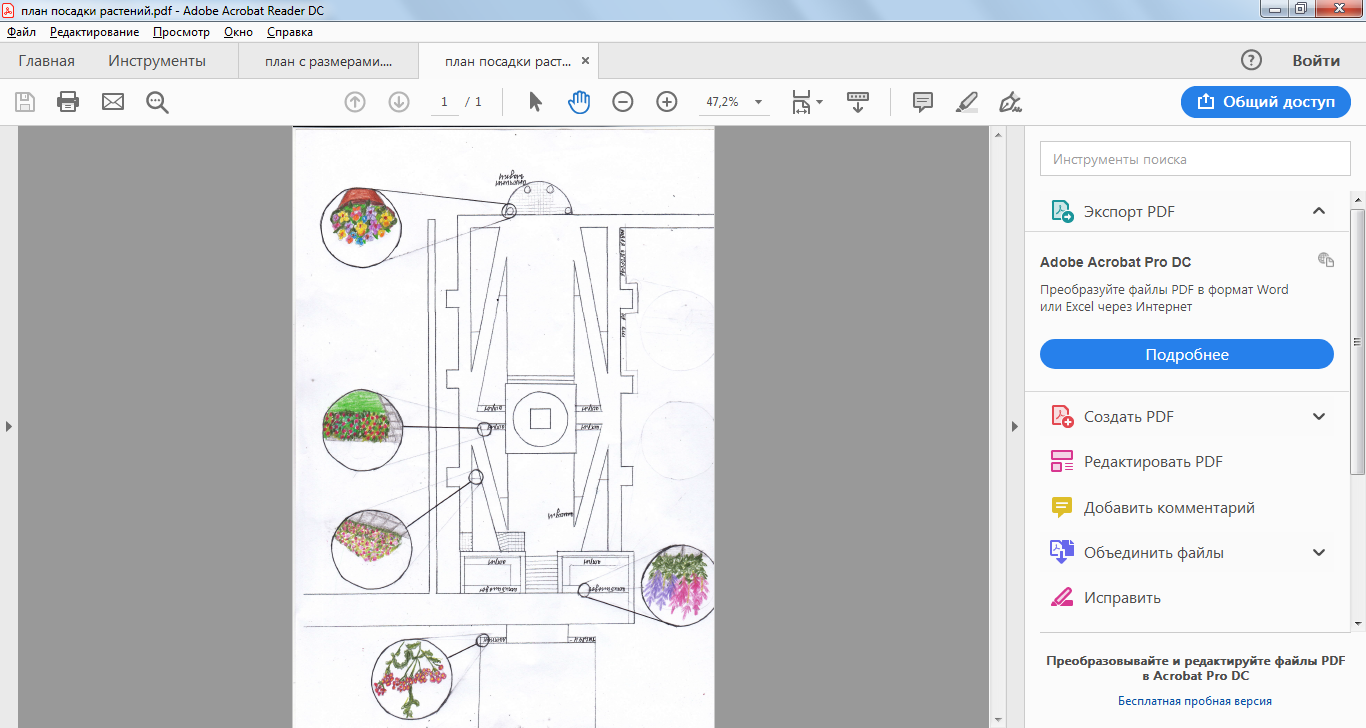 план посадки растений.pdf - Adobe Acrobat Reader DC
Файл Редактирование Просмотр Окно Справка
Главная Инструменты план с размерами.... план посадки раст... × ? Войти
1 / 1 47,2% Общий доступ
Инструменты поиска
Экспорт PDF
Adobe Acrobat Pro DC
Преобразуйте файлы PDF в формат Word
или Excel через Интернет
Подробнее
Создать PDF
Редактировать PDF
Добавить комментарий
Объединить файлы
Исправить
Преобразовывайте и редактируйте файлы PDF
в Acrobat Pro DC
Бесплатная пробная версия